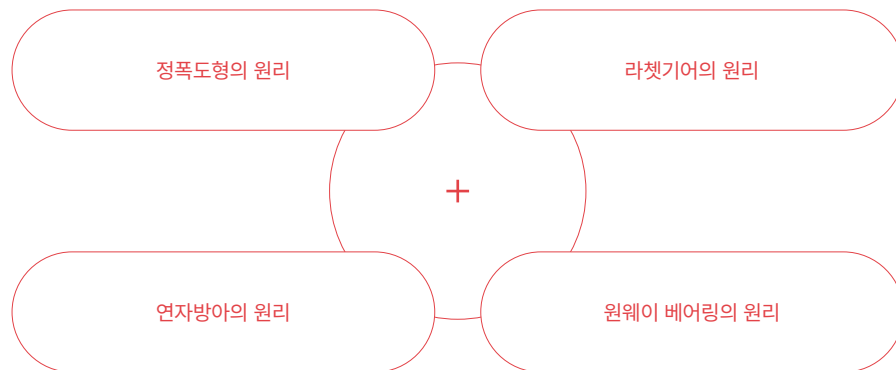 정폭도형의 원리
라쳇기어의 원리
+
연자방아의 원리
원웨이 베어링의 원리